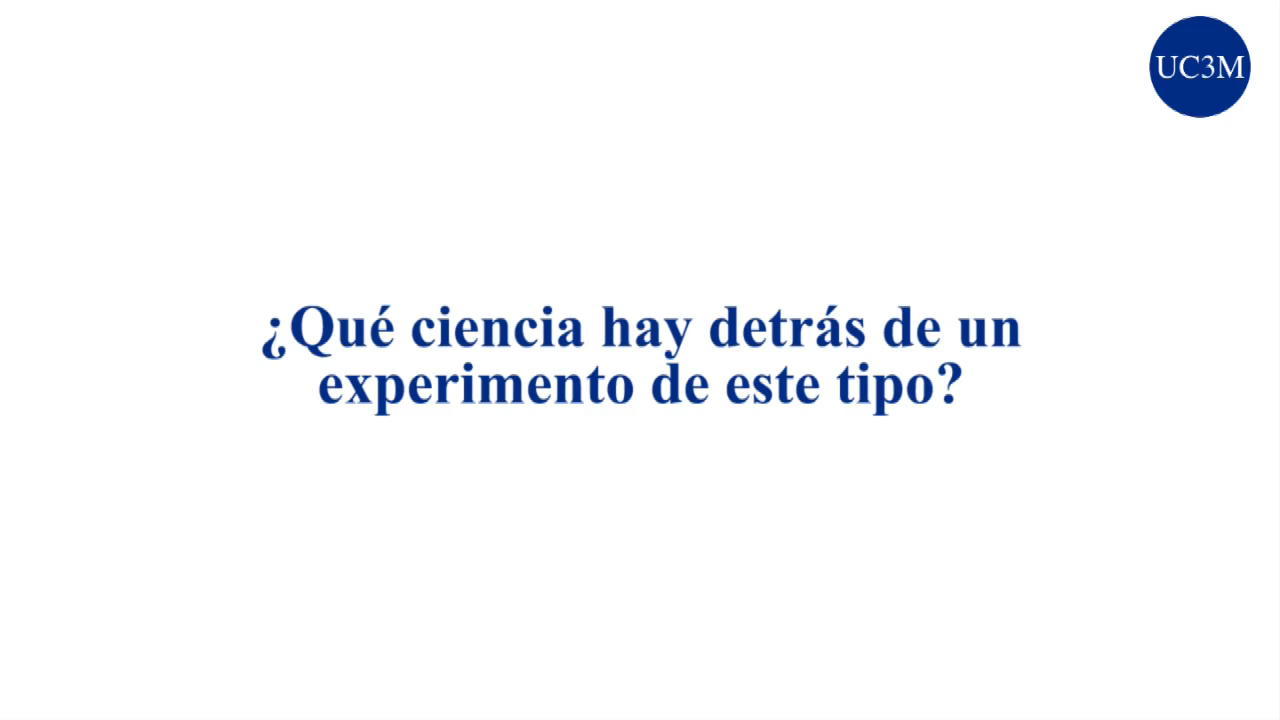 UC3M
¿Qué ciencia hay detrás de un
experimento de este tipo?